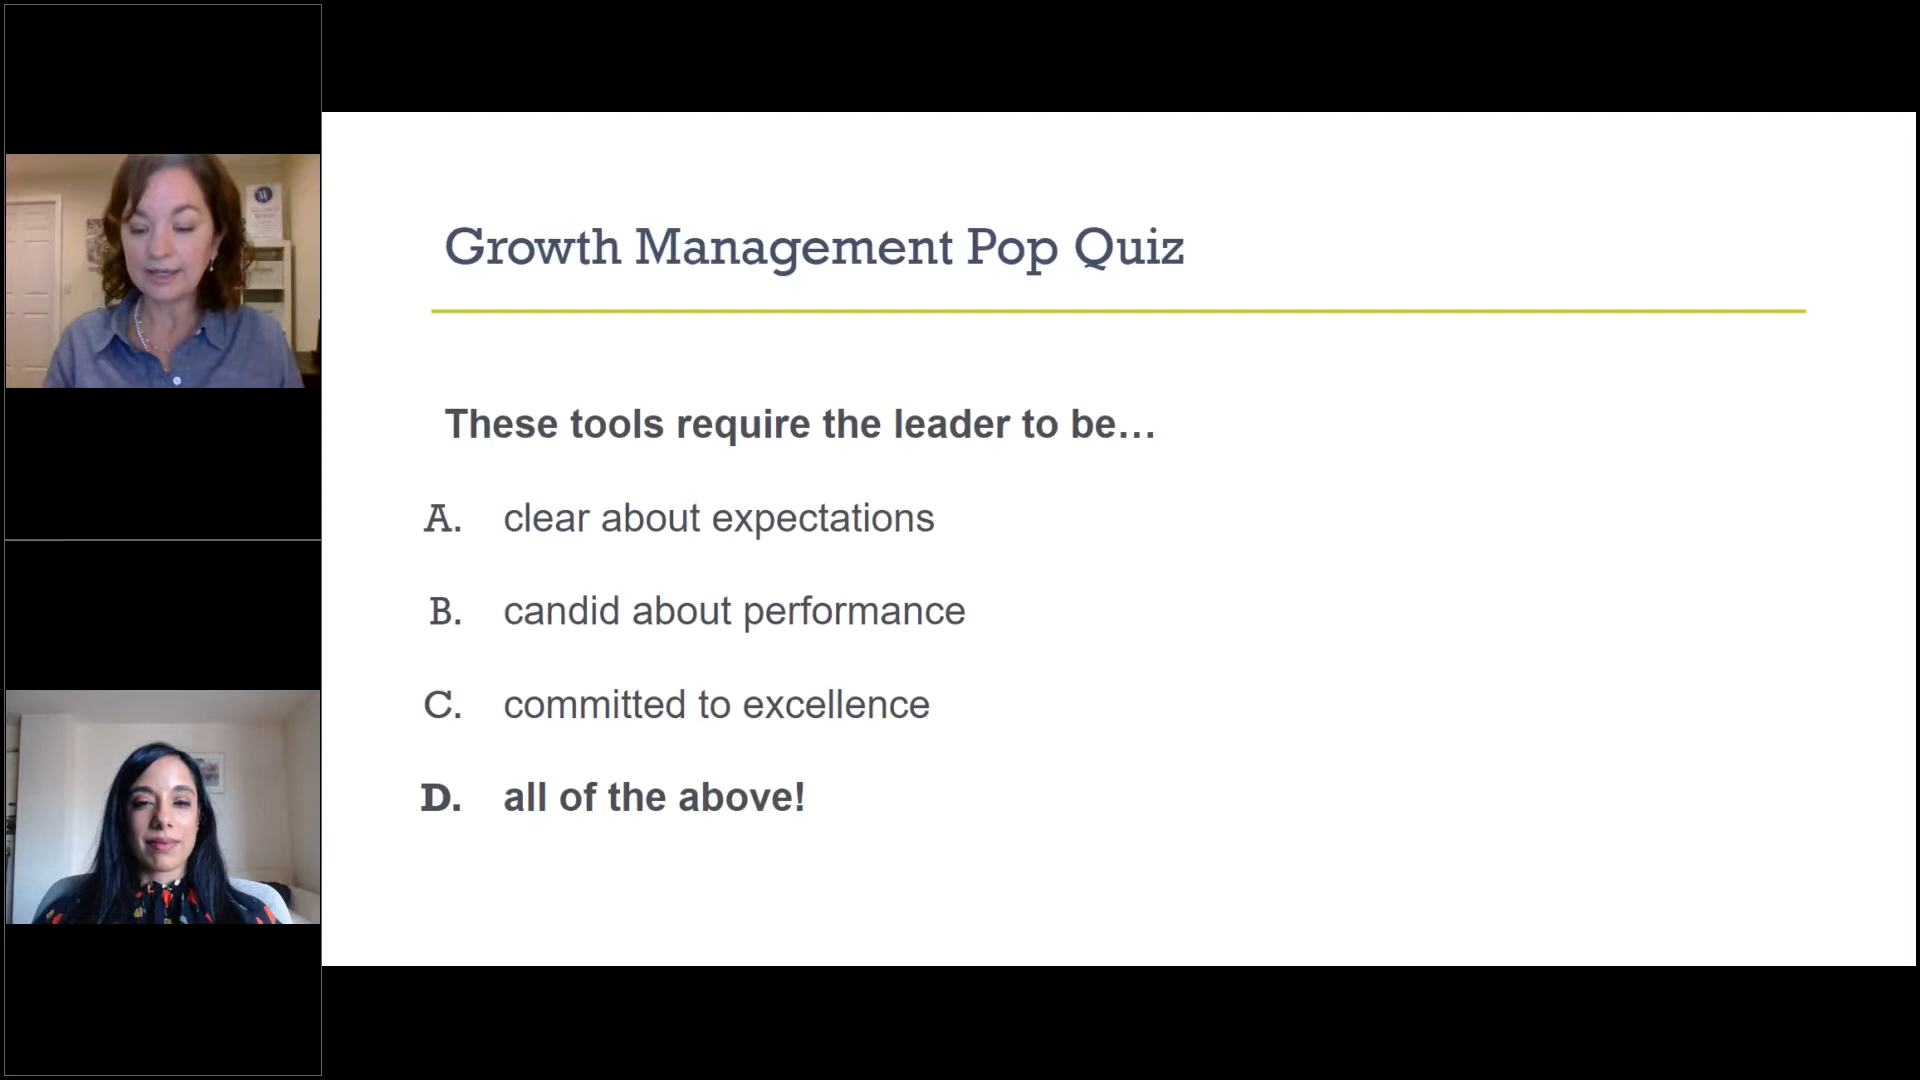 Growth Management Pop Quiz
These tools require the leader to be…
A. clear about expectations
B. candid about performance
C. committed to excellence
D. all of the above!